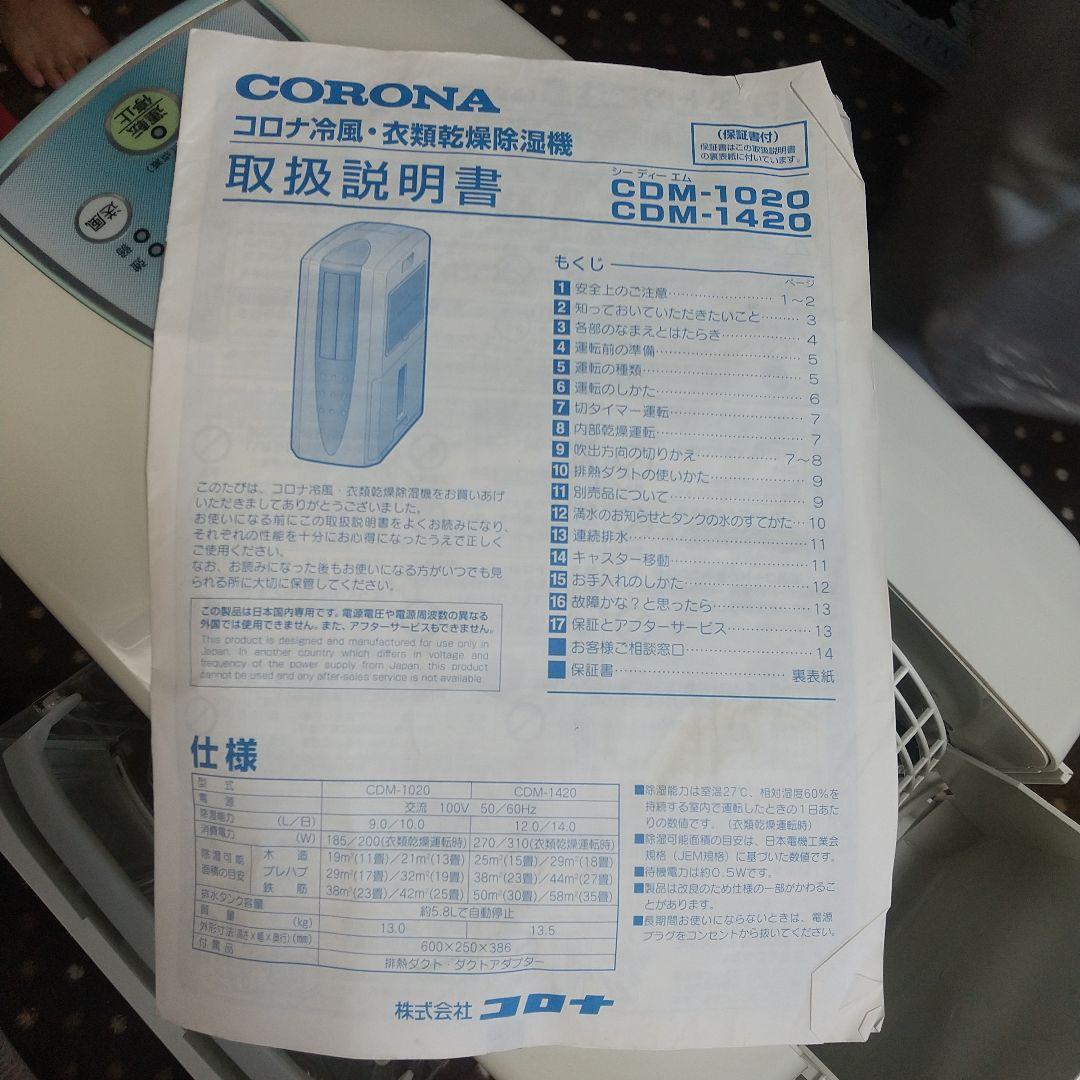 運転
停止
送風
強
弱
CORONA
コロナ冷風・衣類乾燥除湿機
取扱説明書
(保証書付)
保証書はこの取扱説明書
の裏表紙に付いています。
シー ディー エム
CDM-1020
CDM-1420
もくじ
ページ
1 安全上のご注意 1~2
2 知っておいていただきたいこと 3
3 各部のなまえとはたらき 4
4 運転前の準備 5
5 運転の種類 5
6 運転のしかた 6
7 切タイマー運転 7
8 内部乾燥運転 7
9 吹出方向の切りかえ 7~8
10 排熱ダクトの使いかた 9
11 別売品について 9
12 満水のお知らせとタンクの水のすてかた 10
13 連続排水 11
14 キャスター移動 11
15 お手入れのしかた 12
16 故障かな?と思ったら 13
17 保証とアフターサービス 13
お客様ご相談窓口 14
保証書 裏表紙
このたびは、コロナ冷風・衣類乾燥除湿機をお買いあげ
いただきましてありがとうございました。
お使いになる前にこの取扱説明書をよくお読みになり、
それぞれの性能を十分にお心得になったうえで正しく
ご使用ください。
なお、お読みになった後もお使いになる方がいつでも見
られる所に大切に保管してください。
この製品は日本国内専用です。電源電圧や電源周波数の異なる
外国では使用できません。また、アフターサービスもできません。
This product is designed and manufactured for use only in
Japan. In another country which differs in voltage and
frequency of the power supply from Japan, this product
cannot be used and any after-sales service is not available
仕様
型式 CDM-1020 CDM-1420
電源 交流 100V 50/60Hz
除湿能力 (L/日) 9.0/10.0 12.0/14.0
消費電力 (W) 185/200(衣類乾燥運転時) 270/310(衣類乾燥運転時)
除湿可能 木造 19m²(11畳)/21m²(13畳) 25m²(15畳)/29m²(18畳)
面積の目安 プレハブ 29m²(17畳)/32m²(19畳) 38m²(23畳)/44m²(27畳)
鉄筋 38m²(23畳)/42m²(25畳) 50m²(30畳)/58m²(35畳)
排水タンク容量 約5.8Lで自動停止
質量 (kg) 13.0 13.5
外形寸法(高さ×幅×奥行)(mm) 600×250×386
付属品 排熱ダクト・ダクトアダプター
■除湿能力は室温27℃、相対湿度60%を
持続する室内で運転したときの1日あた
りの数値です。(衣類乾燥運転時)
■除湿可能面積の目安は、日本電機工業会
規格(JEM規格)に基づいた数値です。
■待機電力は約0.5Wです。
■製品は改良のため仕様の一部がかわるこ
とがあります。
■長期間お使いにならないときは、電源
プラグをコンセントから抜いてください。
株式会社 コロナ